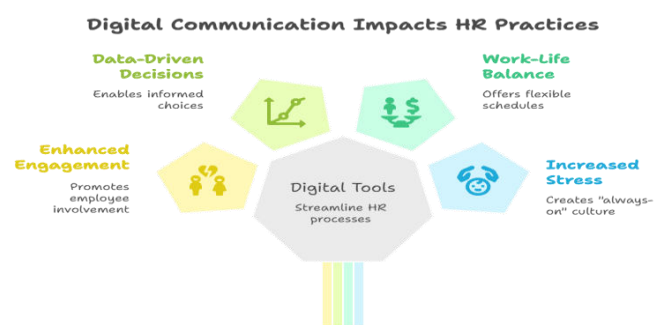 Digital Communication Impacts HR Practices
Data-Driven
Decisions
Enables informed
choices
Work-Life
Balance
Offers flexible
schedules
Enhanced
Engagement
Promotes
employee
involvement
Digital Tools
Streamline HR
processes
Increased
Stress
Creates "always-
on" culture